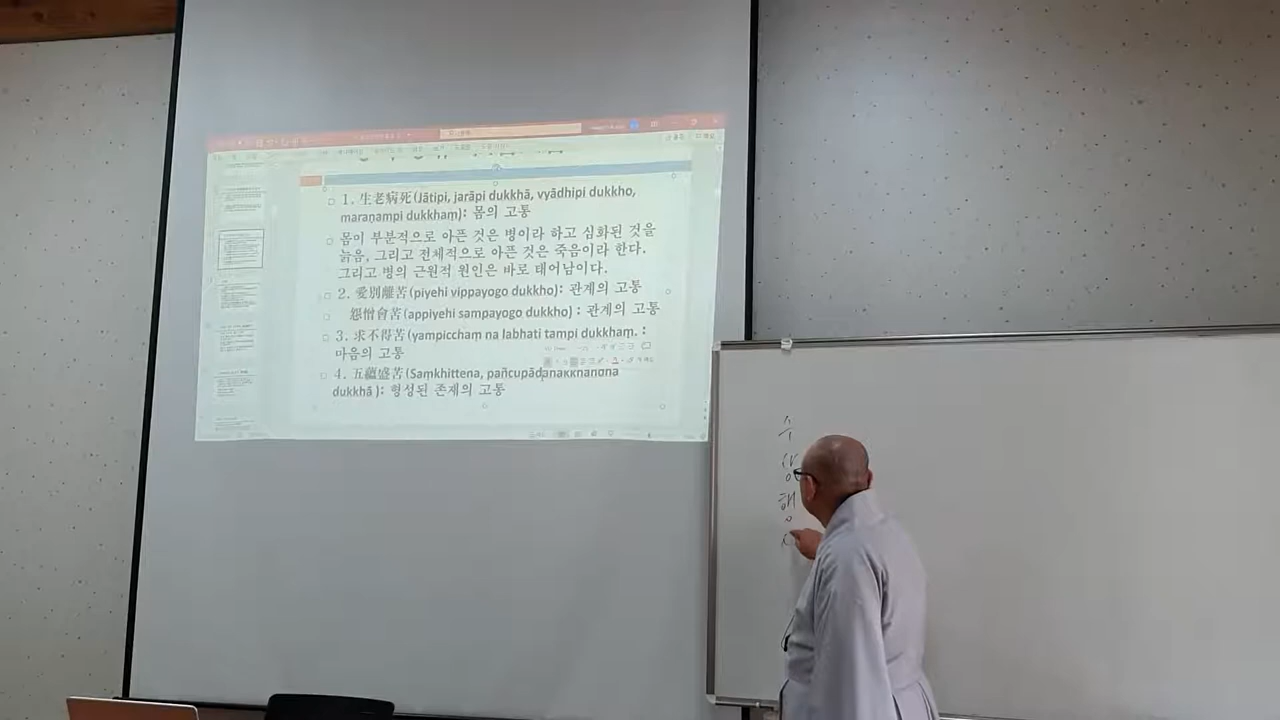 1. 生老病死(Jātipi, jarāpi dukkhā, vyādhipi dukkho,
maraṇampi dukkhaṃ): 몸의 고통
몸이 부분적으로 아픈 것은 병이라 하고 심화된 것을
늙음, 그리고 전체적으로 아픈 것은 죽음이라 한다.
그리고 병의 근원적 원인은 바로 태어남이다.
2. 愛別離苦(piyehi vippayogo dukkho): 관계의 고통
怨憎會苦(appiyehi sampayogo dukkho): 관계의 고통
3. 求不得苦(yampicchaṃ na labhati tampi dukkhaṃ. :
마음의 고통
4. 五蘊盛苦(Saṃkhittena,
dukkhā): 형성된 존재의 고통
수
상
행